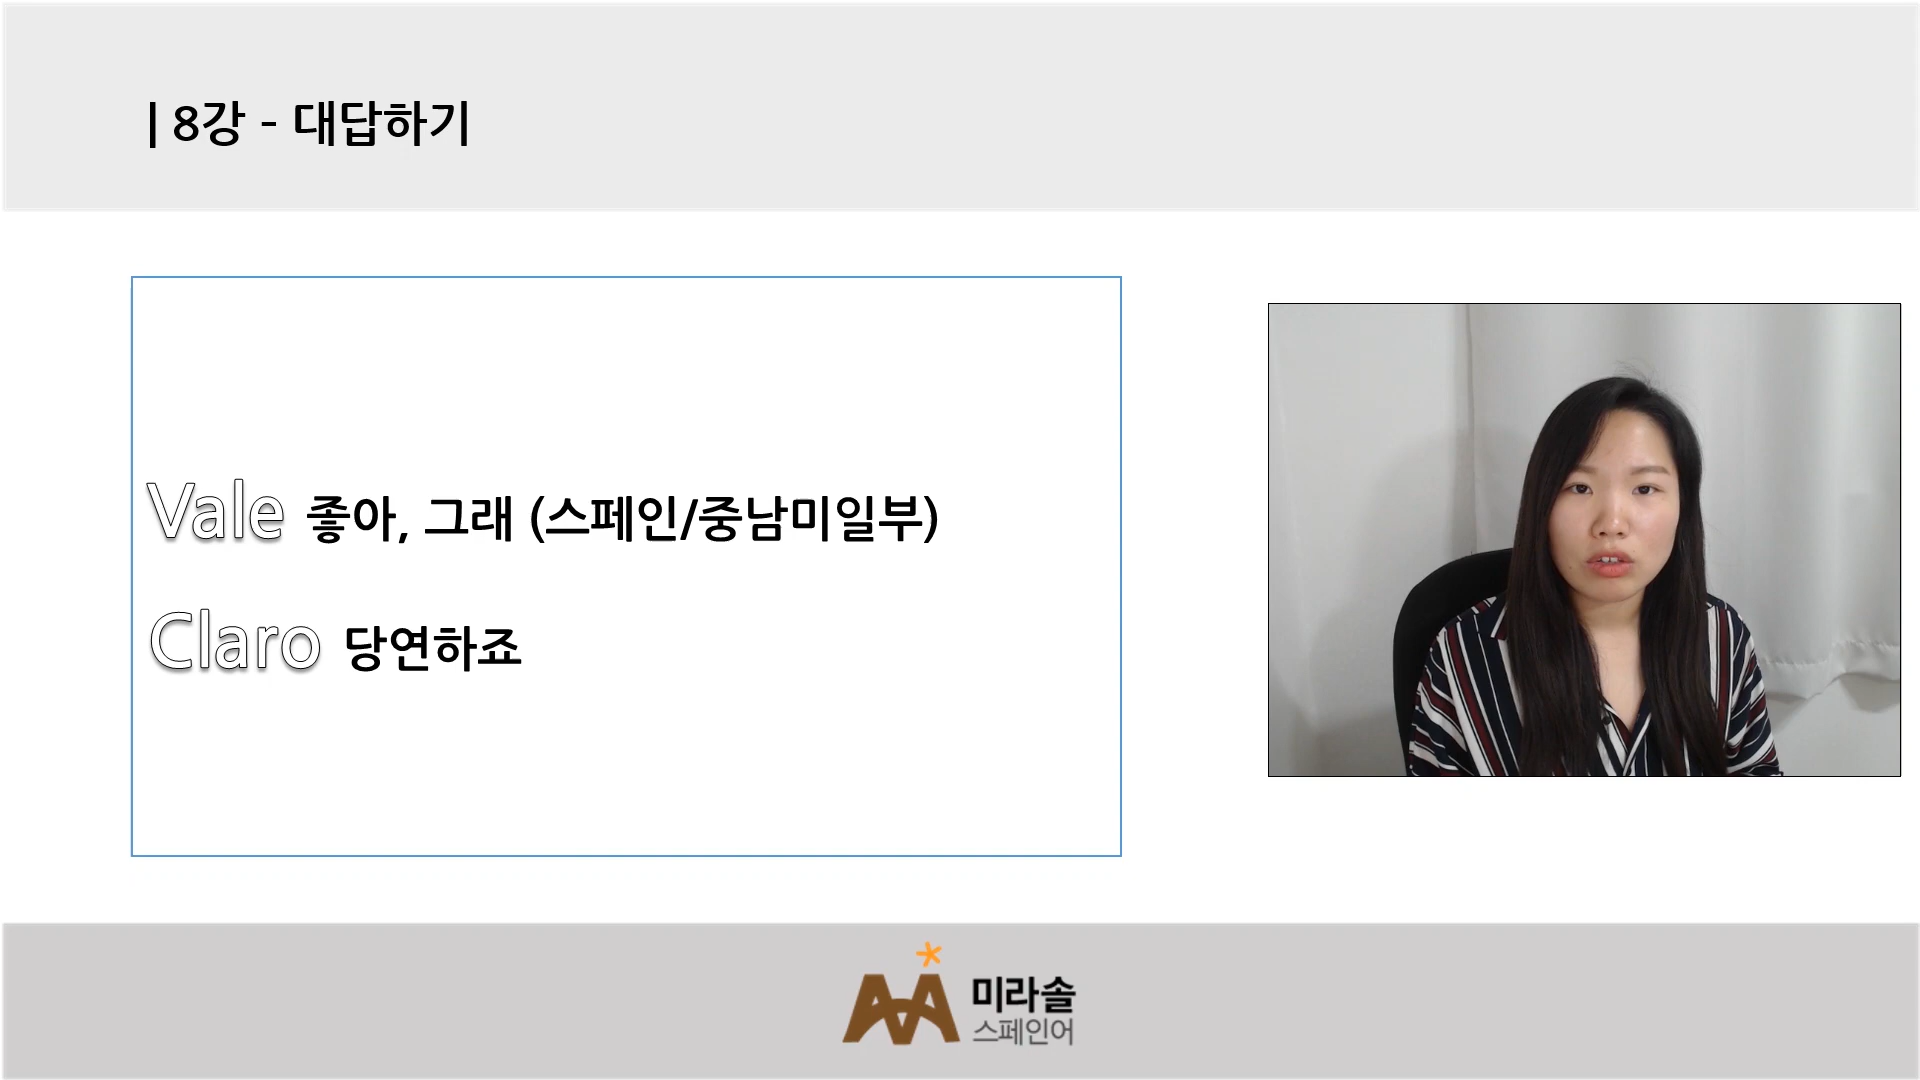 | 8강 - 대답하기
Vale 좋아, 그래 (스페인/중남미일부)
Claro 당연하죠
미라솔
스페인어